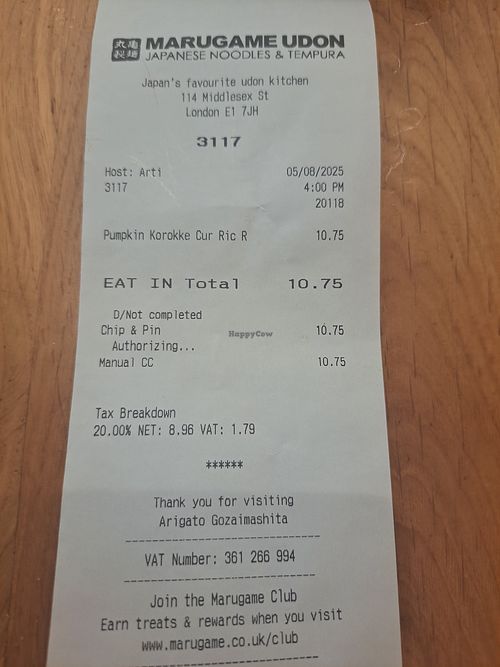 丸亀製麺
MARUGAME UDON
JAPANESE NOODLES & TEMPURA
Japan's favourite udon kitchen
114 Middlesex St
London E1 7JH
3117
Host: Arti 05/08/2025
3117 4:00 PM
20118
Pumpkin Korokke Cur Ric R 10.75
EAT IN Total 10.75
D/Not completed
Chip & Pin 10.75
Authorizing...
Manual CC 10.75
HappyCow
Tax Breakdown
20.00% NET: 8.96 VAT: 1.79
******
Thank you for visiting
Arigato Gozaimashita
--------------------------------
VAT Number: 361 266 994
--------------------------------
Join the Marugame Club
Earn treats & rewards when you visit
www.marugame.co.uk/club
--------------------------------